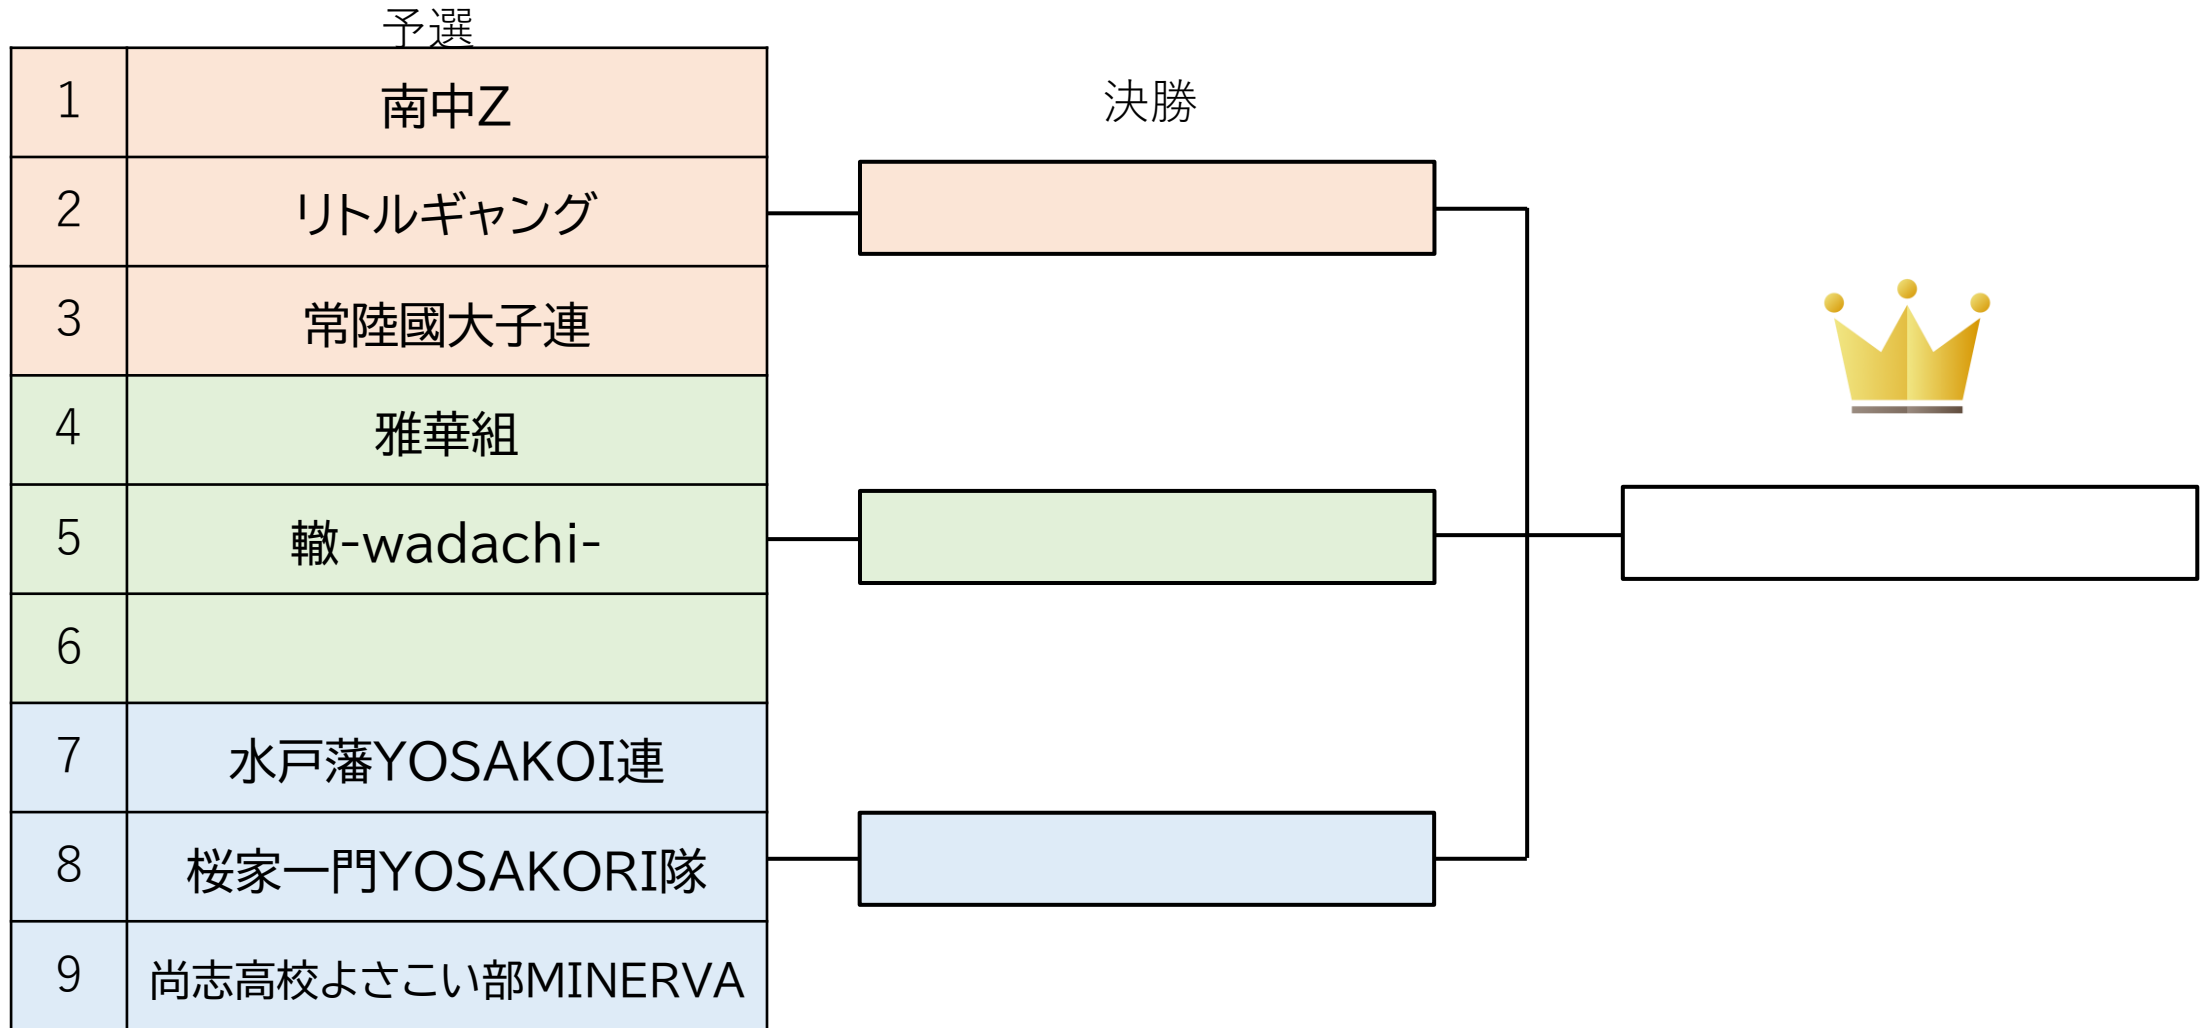 予選
1 南中Z
2 リトルギャング
3 常陸國大子連
4 雅華組
5 轍-wadachi-
6
7 水戸藩YOSAKOI連
8 桜家一門YOSAKORI隊
9 尚志高校よさこい部MINERVA
決勝